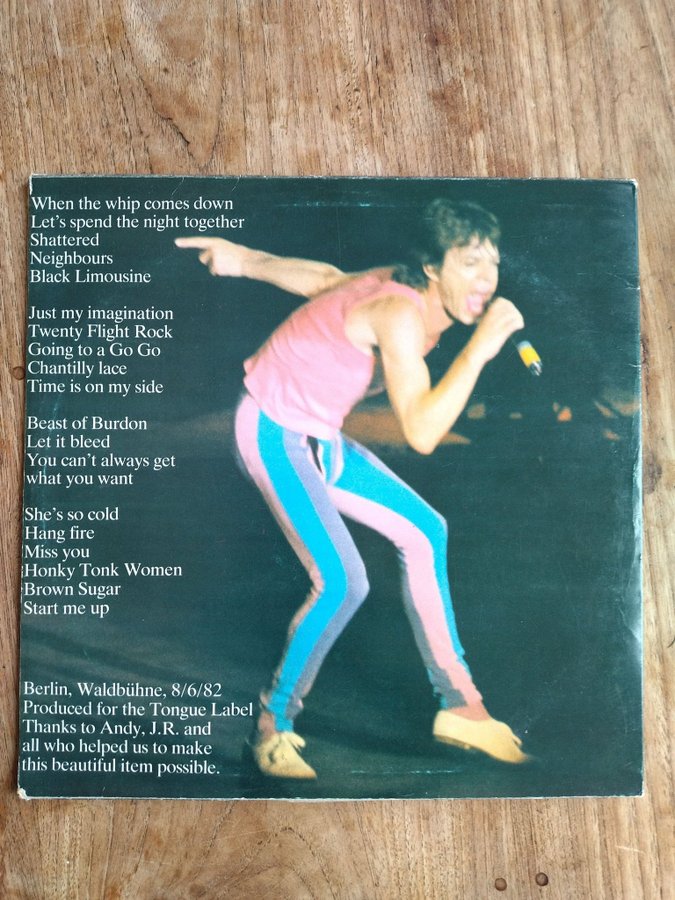 When the whip comes down
Let's spend the night together
Shattered
Neighbours
Black Limousine
Just my imagination
Twenty Flight Rock
Going to a Go Go
Chantilly lace
Time is on my side
Beast of Burdon
Let it bleed
You can't always get
what you want
She's so cold
Hang fire
Miss you
Honky Tonk Women
Brown Sugar
Start me up
Berlin, Waldbühne, 8/6/82
Produced for the Tongue Label
Thanks to Andy, J.R. and
all who helped us to make
this beautiful item possible.